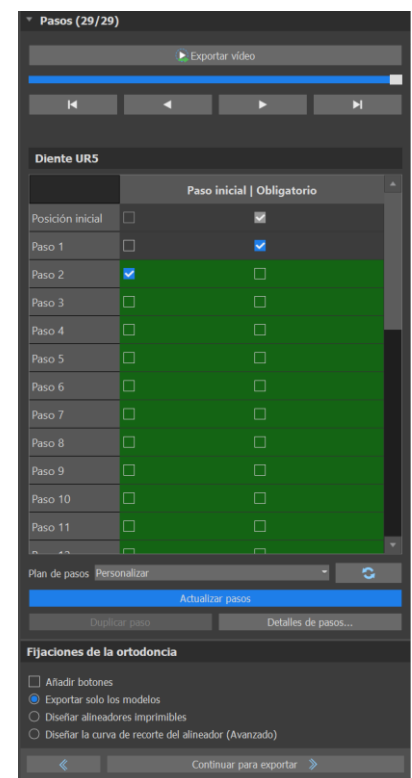 Pasos (29/29)
Exportar vídeo
Diente UR5
Paso inicial | Obligatorio
Posición inicial
Paso 1
Paso 2
Paso 3
Paso 4
Paso 5
Paso 6
Paso 7
Paso 8
Paso 9
Paso 10
Paso 11
Plan de pasos Personalizar
Actualizar pasos
Duplicar paso Detalles de pasos...
Fijaciones de la ortodoncia
Añadir botones
Exportar solo los modelos
Diseñar alineadores imprimibles
Diseñar la curva de recorte del alineador (Avanzado)
Continuar para exportar